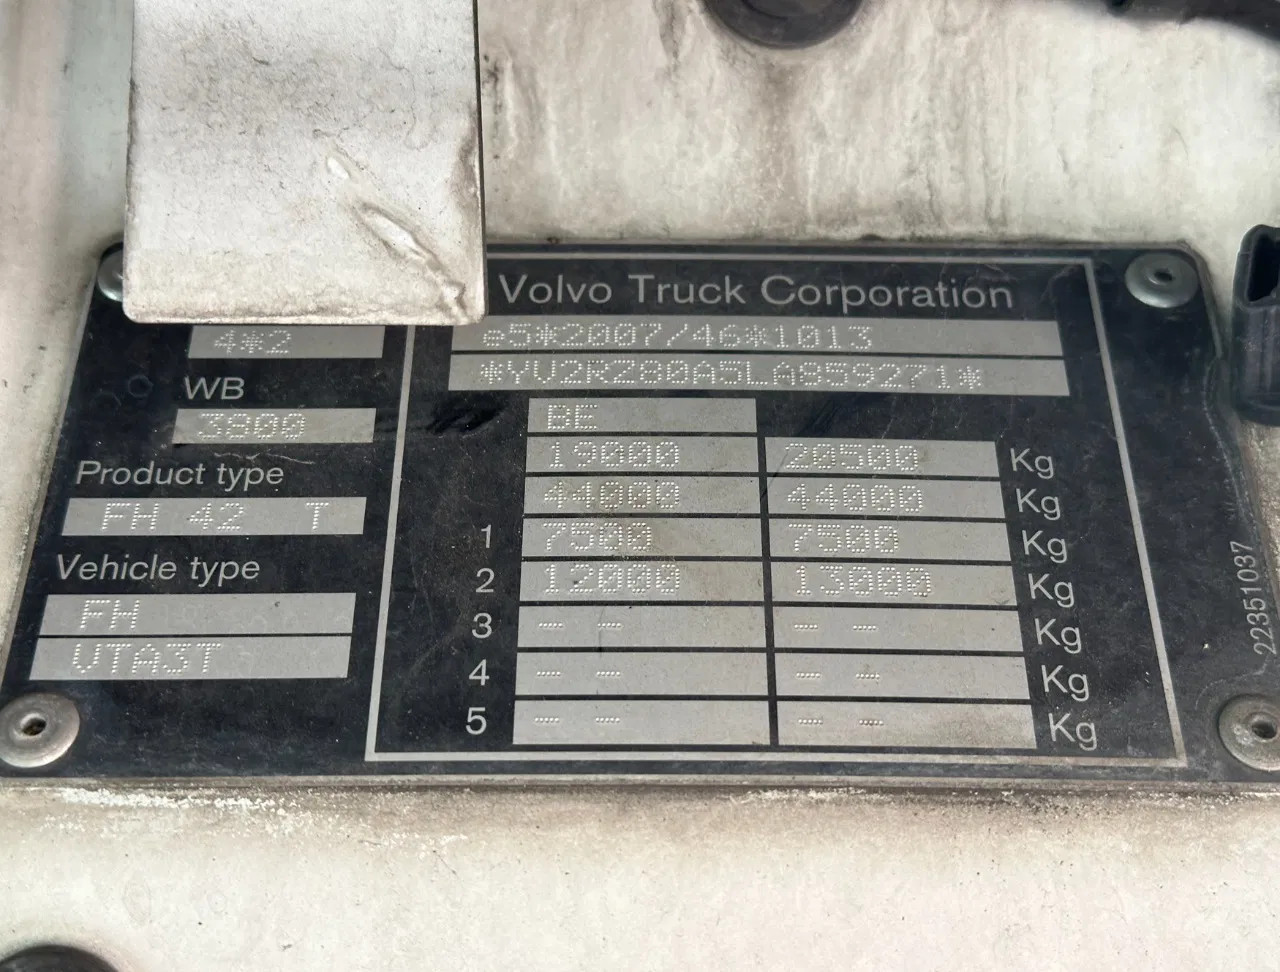 Volvo Truck Corporation
4*2
e5*2007/46*1013
*YV2RZ80A5LA859271*
WB
3800
BE
19000 20500 Kg
44000 44000 Kg
Product type
FH 42 T
1 7500 7500 Kg
2 12000 13000 Kg
Vehicle type
FH
VTA3T
3 -- -- -- -- Kg
4 -- -- -- -- Kg
5 -- -- -- -- Kg
22351037